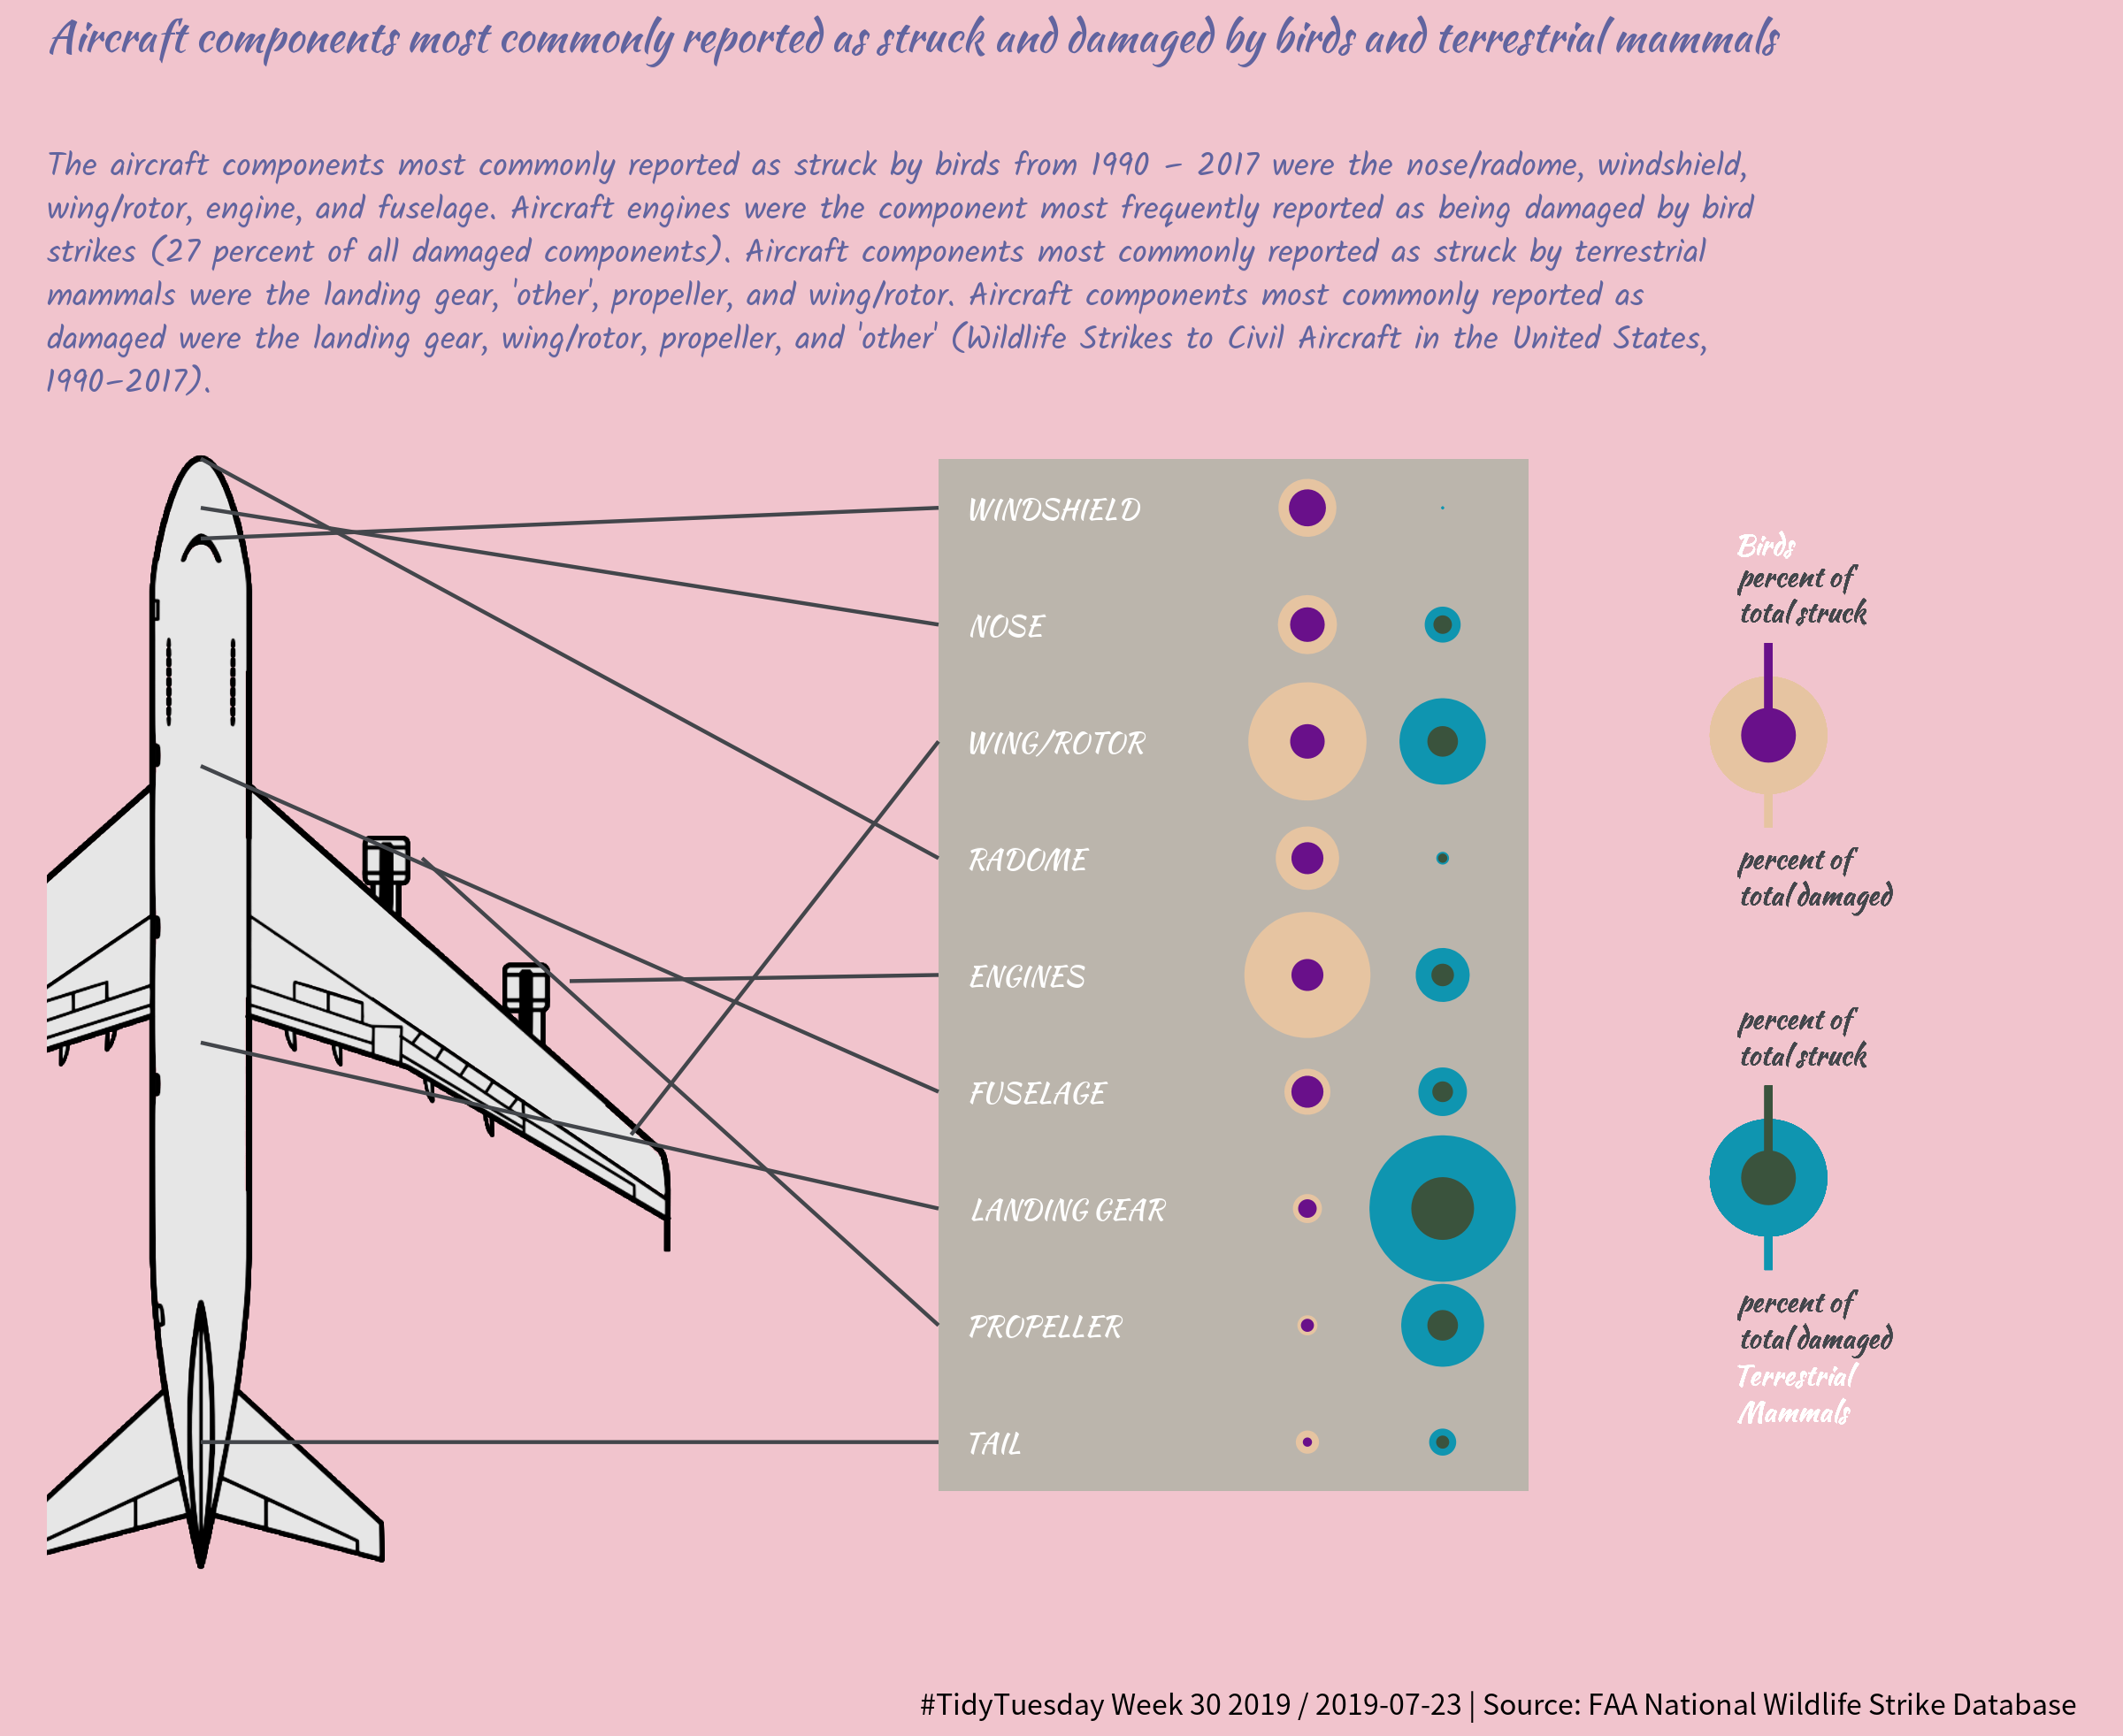 Aircraft components most commonly reported as struck and damaged by birds and terrestrial mammals
The aircraft components most commonly reported as struck by birds from 1990 – 2017 were the nose/radome, windshield,
wing/rotor, engine, and fuselage. Aircraft engines were the component most frequently reported as being damaged by bird
strikes (27 percent of all damaged components). Aircraft components most commonly reported as struck by terrestrial
mammals were the landing gear, 'other', propeller, and wing/rotor. Aircraft components most commonly reported as
damaged were the landing gear, wing/rotor, propeller, and 'other' (Wildlife Strikes to Civil Aircraft in the United States,
1990–2017).
WINDSHIELD
NOSE
WING/ROTOR
RADOME
ENGINES
FUSELAGE
LANDING GEAR
PROPELLER
TAIL
Birds
percent of
total struck
percent of
total damaged
percent of
total struck
percent of
total damaged
Terrestrial
Mammals
#TidyTuesday Week 30 2019 / 2019-07-23 | Source: FAA National Wildlife Strike Database